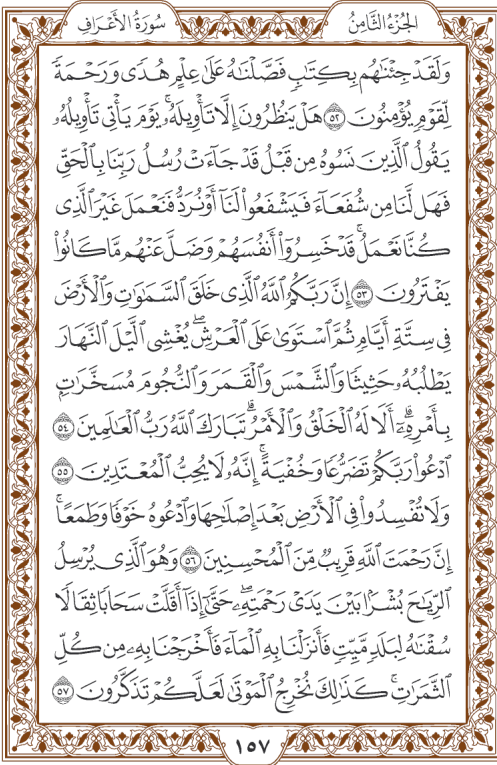 الجُزْءُ الثَّامِنُ
سُورَةُ الأَعْرَافِ
وَلَقَدْ جِئْنَٰهُم بِكِتَٰبٍ فَصَّلْنَٰهُ عَلَىٰ عِلْمٍ هُدًى وَرَحْمَةً
لِّقَوْمٍ يُؤْمِنُونَ ٥٢ هَلْ يَنظُرُونَ إِلَّا تَأْوِيلَهُۥ ۚ يَوْمَ يَأْتِى تَأْوِيلُهُۥ
يَقُولُ ٱلَّذِينَ نَسُوهُ مِن قَبْلُ قَدْ جَآءَتْ رُسُلُ رَبِّنَا بِٱلْحَقِّ
فَهَل لَّنَا مِن شُفَعَآءَ فَيَشْفَعُوا۟ لَنَآ أَوْ نُرَدُّ فَنَعْمَلَ غَيْرَ ٱلَّذِى
كُنَّا نَعْمَلُ ۚ قَدْ خَسِرُوٓا۟ أَنفُسَهُمْ وَضَلَّ عَنْهُم مَّا كَانُوا۟
يَفْتَرُونَ ٥٣ إِنَّ رَبَّكُمُ ٱللَّهُ ٱلَّذِى خَلَقَ ٱلسَّمَٰوَٰتِ وَٱلْأَرْضَ
فِى سِتَّةِ أَيَّامٍ ثُمَّ ٱسْتَوَىٰ عَلَى ٱلْعَرْشِ ۖ يُغْشِى ٱلَّيْلَ ٱلنَّهَارَ
يَطْلُبُهُۥ حَثِيثًا وَٱلشَّمْسَ وَٱلْقَمَرَ وَٱلنُّجُومَ مُسَخَّرَٰتٍۭ
بِأَمْرِهِۦٓ ۗ أَلَا لَهُ ٱلْخَلْقُ وَٱلْأَمْرُ ۗ تَبَارَكَ ٱللَّهُ رَبُّ ٱلْعَٰلَمِينَ ٥٤
ٱدْعُوا۟ رَبَّكُمْ تَضَرُّعًا وَخُفْيَةً ۚ إِنَّهُۥ لَا يُحِبُّ ٱلْمُعْتَدِينَ ٥٥
وَلَا تُفْسِدُوا۟ فِى ٱلْأَرْضِ بَعْدَ إِصْلَٰحِهَا وَٱدْعُوهُ خَوْفًا وَطَمَعًا ۚ
إِنَّ رَحْمَتَ ٱللَّهِ قَرِيبٌ مِّنَ ٱلْمُحْسِنِينَ ٥٦ وَهُوَ ٱلَّذِى يُرْسِلُ
ٱلرِّيَٰحَ بُشْرًۢا بَيْنَ يَدَىْ رَحْمَتِهِۦ ۖ حَتَّىٰٓ إِذَآ أَقَلَّتْ سَحَابًا ثِقَالًا
سُقْنَٰهُ لِبَلَدٍ مَّيِّتٍ فَأَنزَلْنَا بِهِ ٱلْمَآءَ فَأَخْرَجْنَا بِهِۦ مِن كُلِّ
ٱلثَّمَرَٰتِ ۚ كَذَٰلِكَ نُخْرِجُ ٱلْمَوْتَىٰ لَعَلَّكُمْ تَذَكَّرُونَ ٥٧
١٥٧